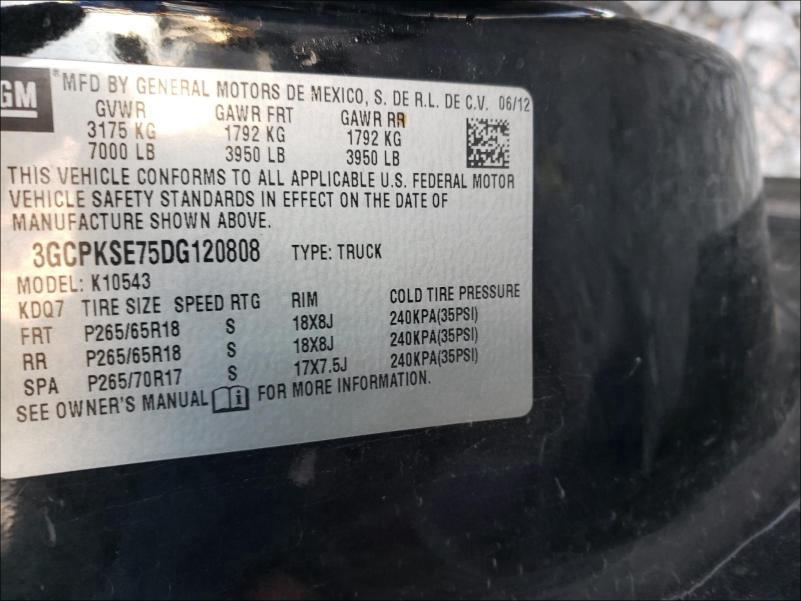 GM
MFD BY GENERAL MOTORS DE MEXICO, S. DE R.L. DE C.V. 06/12
GVWR GAWR FRT GAWR RR
3175 KG 1792 KG 1792 KG
7000 LB 3950 LB 3950 LB
THIS VEHICLE CONFORMS TO ALL APPLICABLE U.S. FEDERAL MOTOR
VEHICLE SAFETY STANDARDS IN EFFECT ON THE DATE OF
MANUFACTURE SHOWN ABOVE.
3GCPKSE75DG120808 TYPE: TRUCK
MODEL: K10543
KDQ7 TIRE SIZE SPEED RTG RIM COLD TIRE PRESSURE
FRT P265/65R18 S 18X8J 240KPA(35PSI)
RR P265/65R18 S 18X8J 240KPA(35PSI)
SPA P265/70R17 S 17X7.5J 240KPA(35PSI)
SEE OWNER'S MANUAL i FOR MORE INFORMATION.